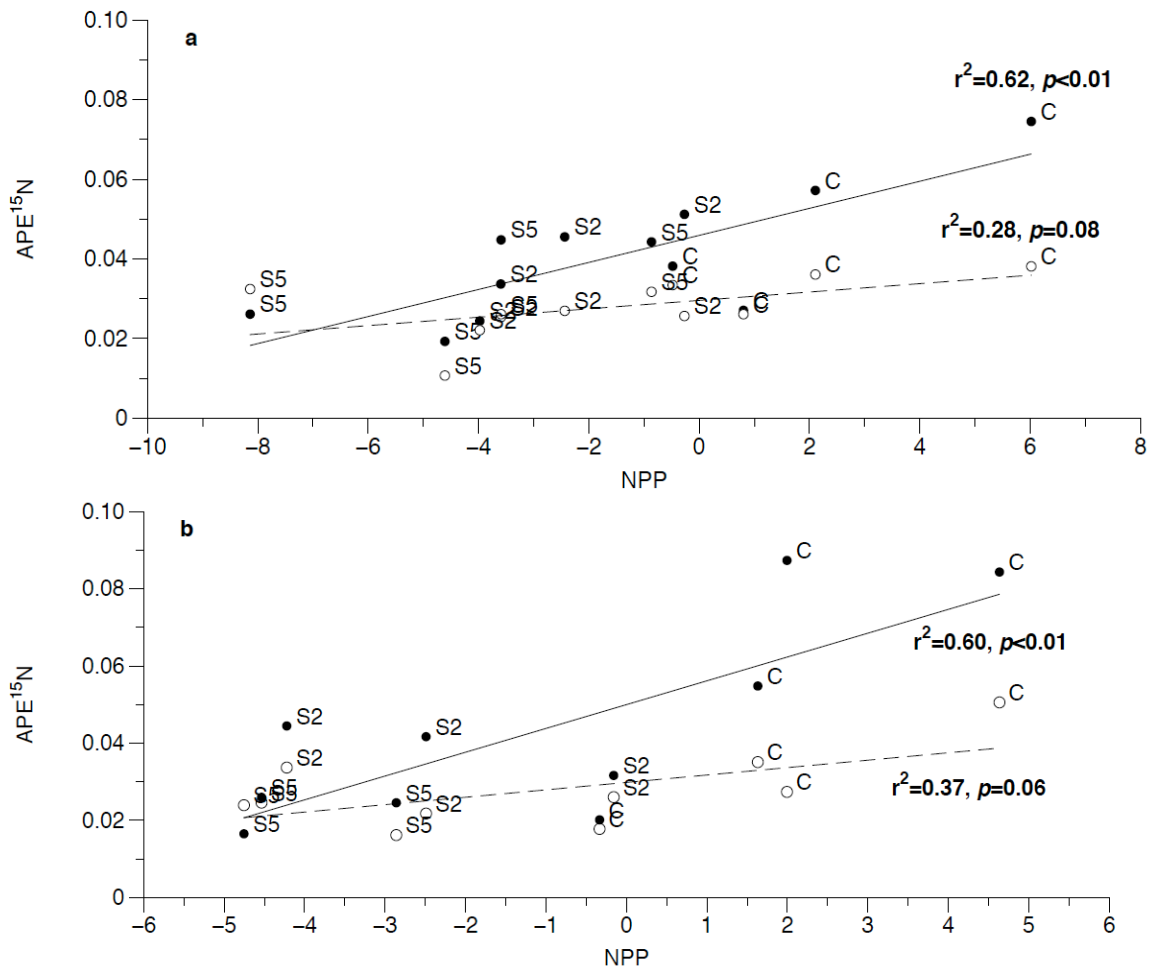 0.10
a
r²=0.62, p<0.01
0.08
C
C
0.06
S2
r²=0.28, p=0.08
S5
S2
S5
APE¹⁵N
0.04
C
C
C
S5
S2
S5
C
S5
S5
S2
S2
C
S2
S2
S2
C
0.02
S5
S5
0
−10
−8
−6
−4
−2
0
2
4
6
8
NPP
0.10
b
C
C
0.08
r²=0.60, p<0.01
0.06
C
C
S2
APE¹⁵N
0.04
S2
S2
C
S2
r²=0.37, p=0.06
S5
S5
S5
S2
S2
C
0.02
S5
S5
C
C
0
−6
−5
−4
−3
−2
−1
0
1
2
3
4
5
6
NPP